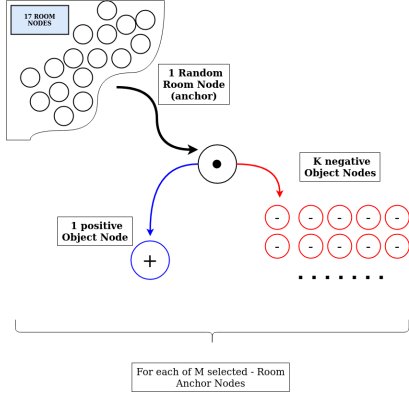 17 ROOM
NODES
1 Random
Room Node
(anchor)
K negative
Object Nodes
1 positive
Object Node
+
- - - - -
- - - - -
. . . . . . .
For each of M selected - Room
Anchor Nodes